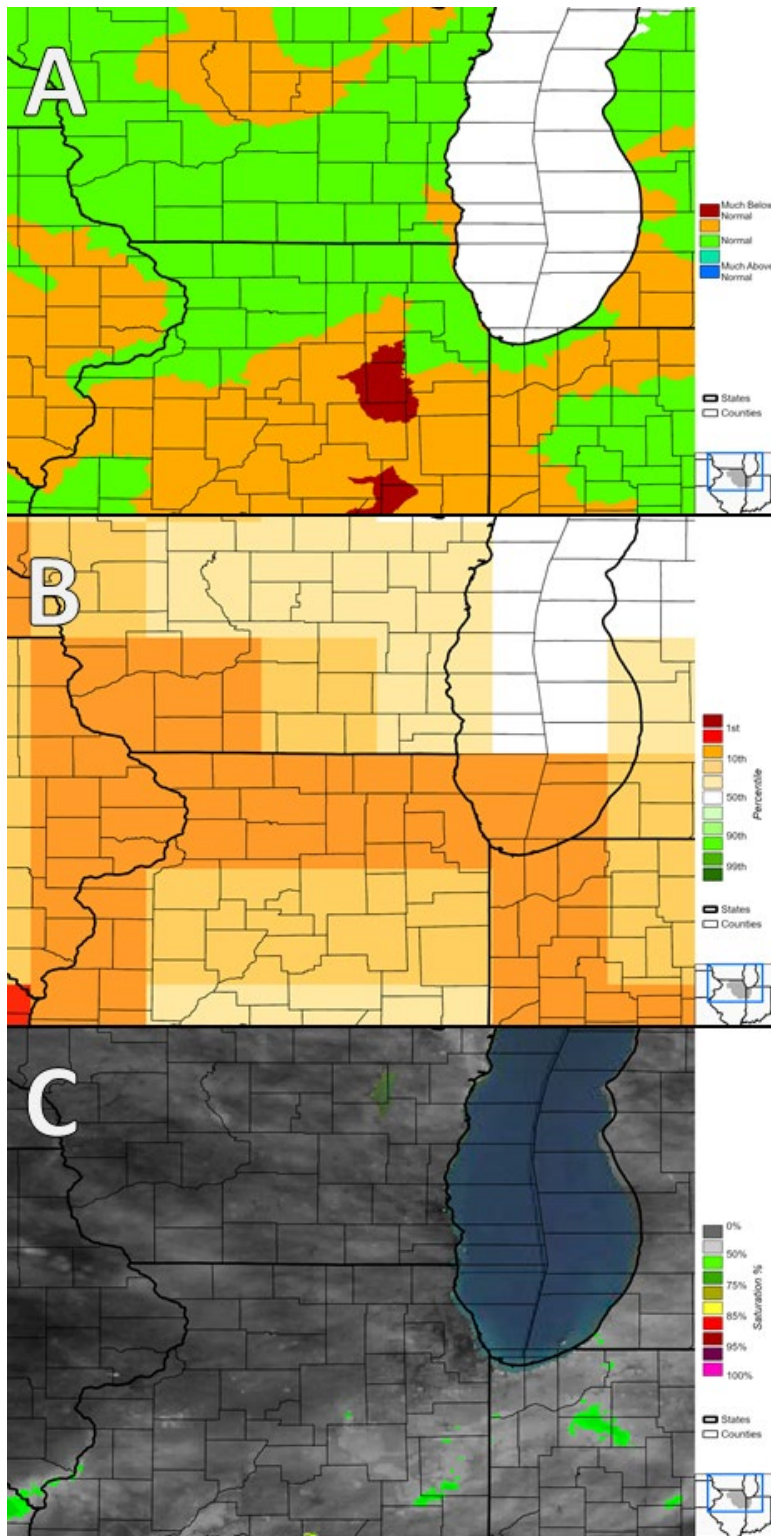 A
Much Below
Normal
Normal
Much Above
Normal
States
Counties
B
1st
10th
50th
90th
99th
Percentile
States
Counties
C
0%
50%
75%
85%
95%
100%
Saturation %
States
Counties